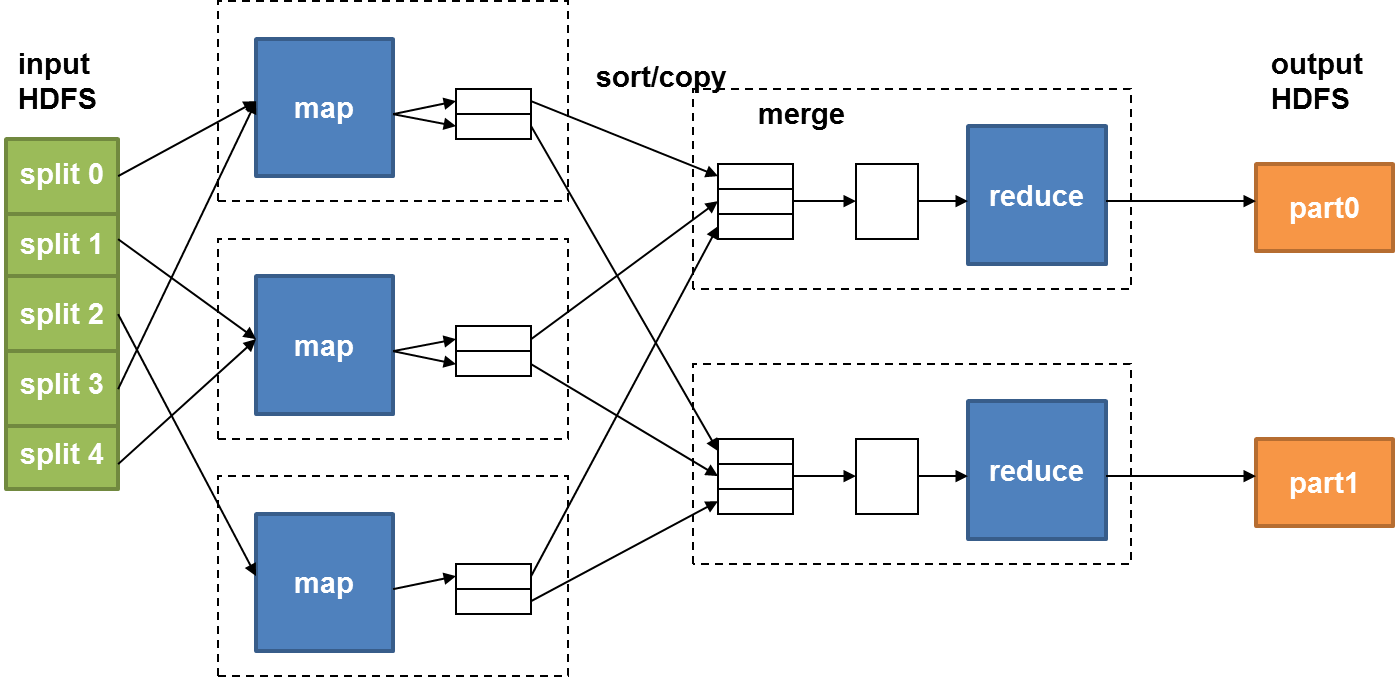 input
HDFS
split 0
split 1
split 2
split 3
split 4
map
map
map
sort/copy
merge
reduce
reduce
output
HDFS
part0
part1